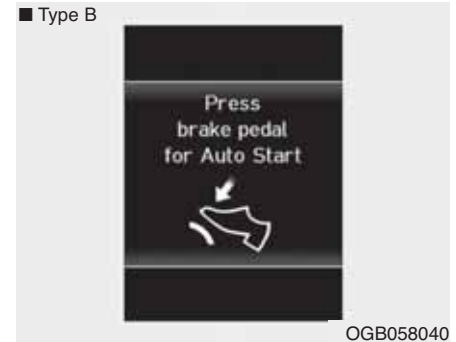 ■ Type B
Press
brake pedal
for Auto Start
OGB058040